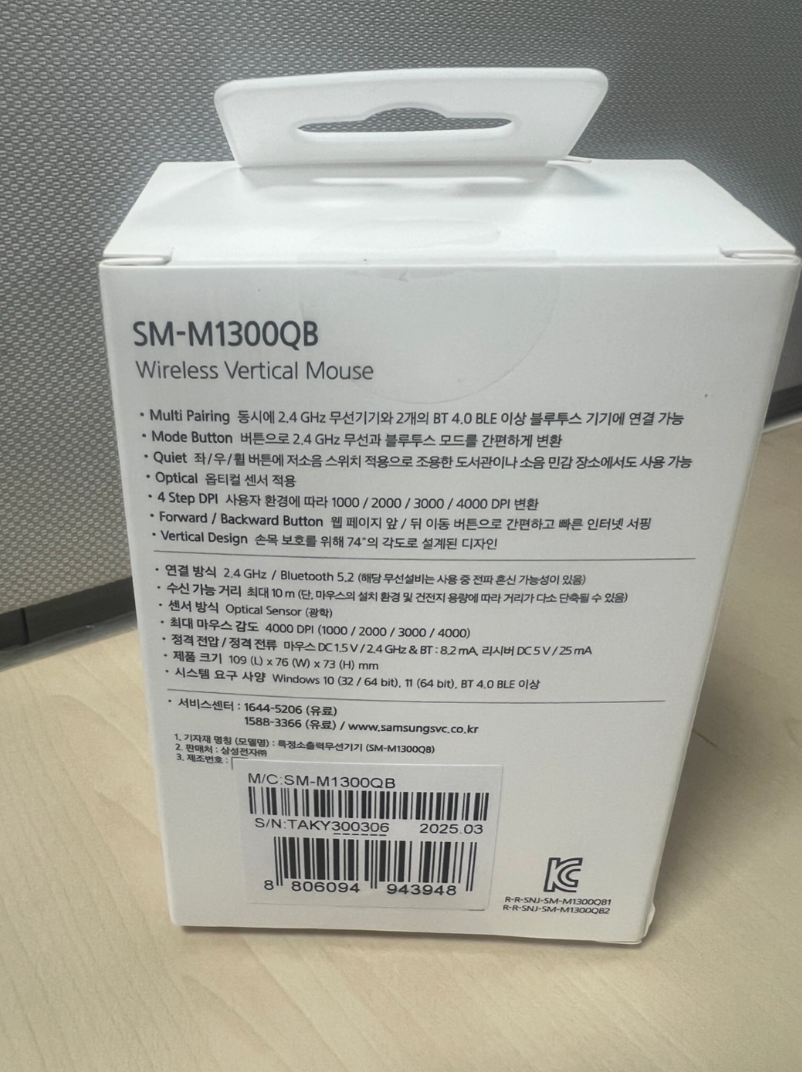 SM-M1300QB
Wireless Vertical Mouse
• Multi Pairing 동시에 2.4 GHz 무선기기와 2개의 BT 4.0 BLE 이상 블루투스 기기에 연결 가능
• Mode Button 버튼으로 2.4 GHz 무선과 블루투스 모드를 간편하게 변환
• Quiet 좌/우/휠 버튼에 저소음 스위치 적용으로 조용한 도서관이나 소음 민감 장소에서도 사용 가능
• Optical 옵티컬 센서 적용
• 4 Step DPI 사용자 환경에 따라 1000 / 2000 / 3000 / 4000 DPI 변환
• Forward / Backward Button 웹 페이지 앞 / 뒤 이동 버튼으로 간편하고 빠른 인터넷 서핑
• Vertical Design 손목 보호를 위해 74°의 각도로 설계된 디자인
• 연결 방식 2.4 GHz / Bluetooth 5.2 (해당 무선설비는 사용 중 전파 혼신 가능성이 있음)
• 수신 가능 거리 최대 10 m (단, 마우스의 설치 환경 및 건전지 용량에 따라 거리가 다소 단축될 수 있음)
• 센서 방식 Optical Sensor (광학)
• 최대 마우스 감도 4000 DPI (1000 / 2000 / 3000 / 4000)
• 정격 전압 / 정격 전류 마우스 DC 1.5 V / 2.4 GHz & BT : 8.2 mA, 리시버 DC 5 V / 25 mA
• 제품 크기 109 (L) x 76 (W) x 73 (H) mm
• 시스템 요구 사양 Windows 10 (32 / 64 bit), 11 (64 bit), BT 4.0 BLE 이상
• 서비스센터 : 1644-5206 (유료)
1588-3366 (유료) / www.samsungsvc.co.kr
1. 기자재 명칭 (모델명) : 특정소출력무선기기 (SM-M1300QB)
2. 판매처 : 삼성전자㈜
3. 제조번호 :
M/C:SM-M1300QB
S/N:TAKY300306 2025.03
8 806094 943948
R-R-SNJ-SM-M1300QB1
R-R-SNJ-SM-M1300QB2